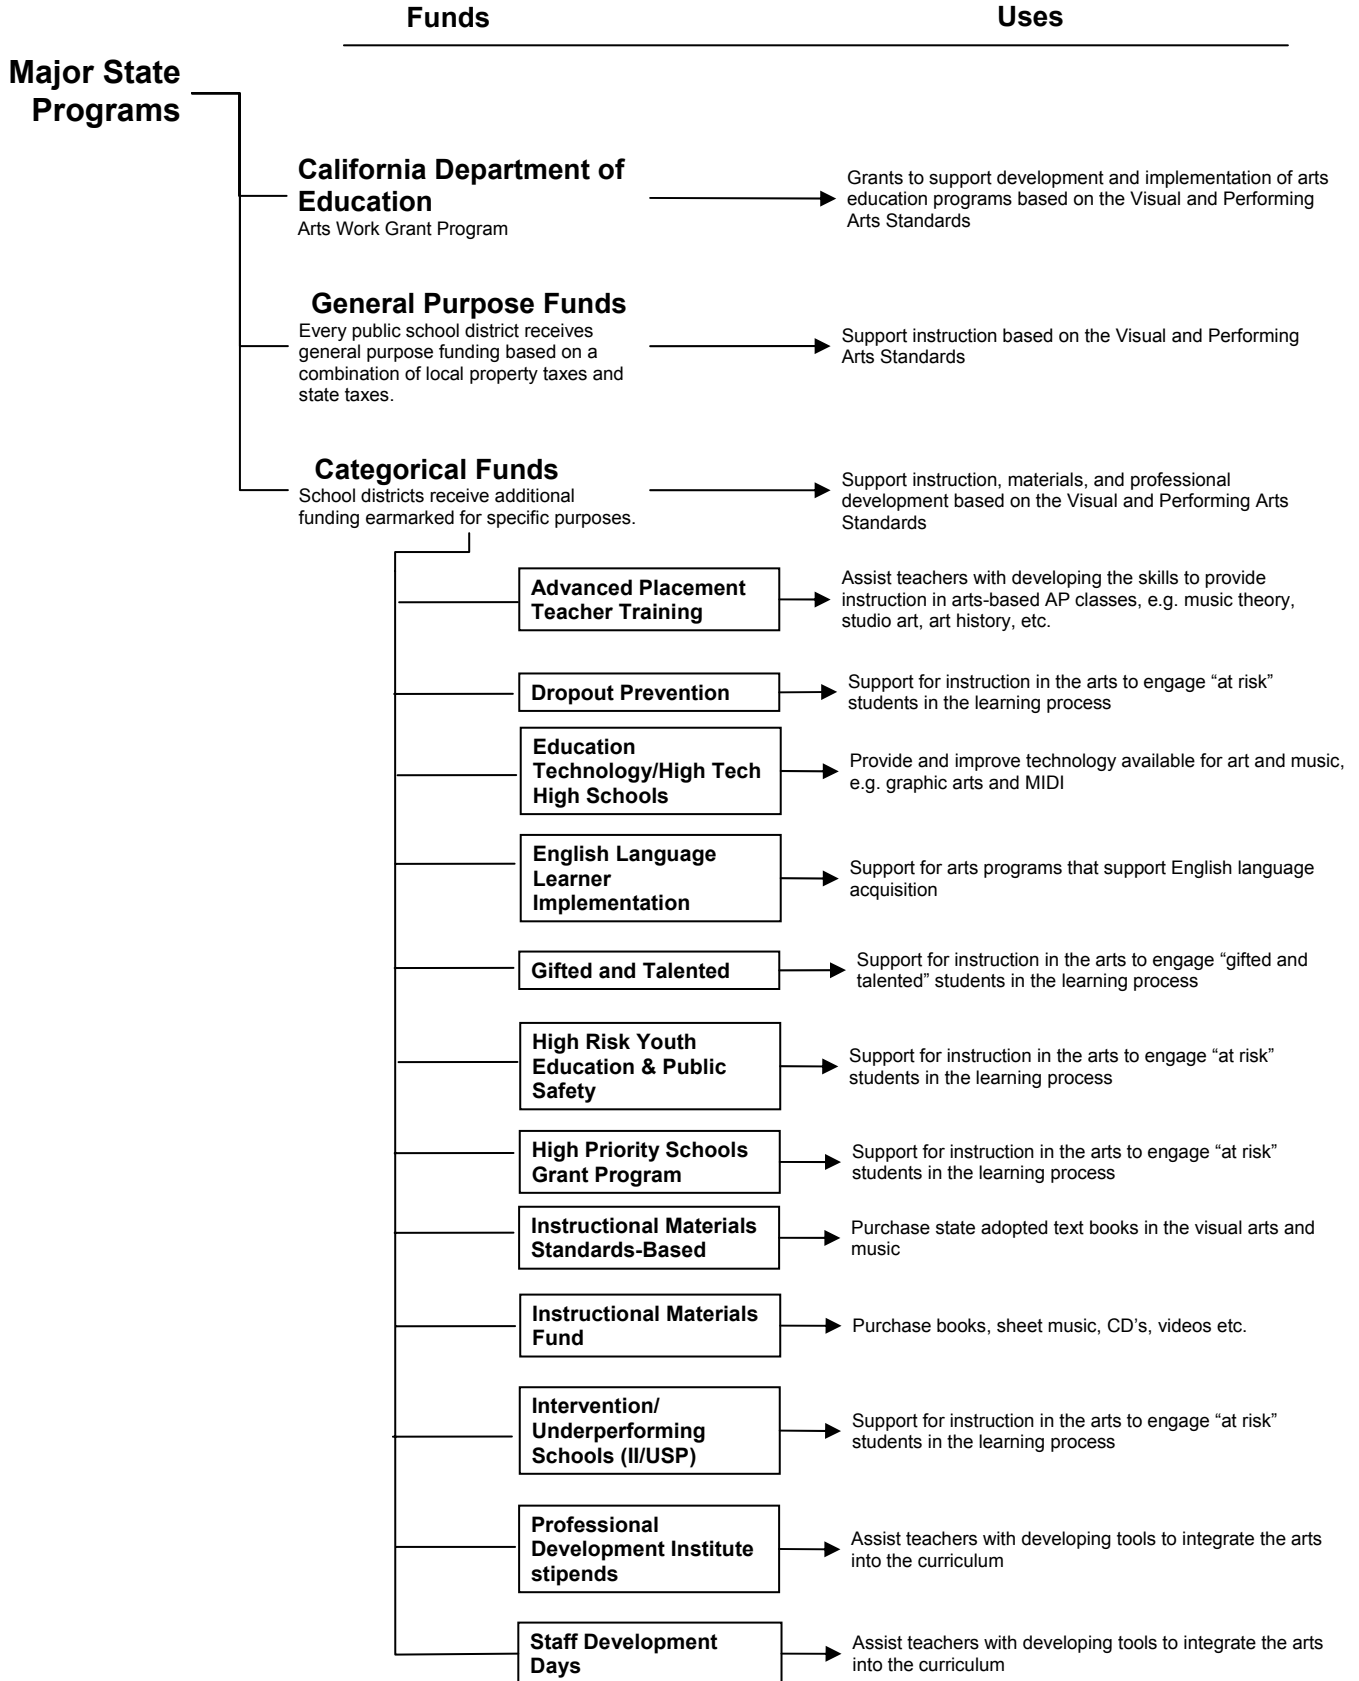 Funds
Uses
Major State
Programs
California Department of
Education
Arts Work Grant Program
Grants to support development and implementation of arts
education programs based on the Visual and Performing
Arts Standards
General Purpose Funds
Every public school district receives
general purpose funding based on a
combination of local property taxes and
state taxes.
Support instruction based on the Visual and Performing
Arts Standards
Categorical Funds
School districts receive additional
funding earmarked for specific purposes.
Support instruction, materials, and professional
development based on the Visual and Performing Arts
Standards
Advanced Placement
Teacher Training
Assist teachers with developing the skills to provide
instruction in arts-based AP classes, e.g. music theory,
studio art, art history, etc.
Dropout Prevention
Support for instruction in the arts to engage “at risk”
students in the learning process
Education
Technology/High Tech
High Schools
Provide and improve technology available for art and music,
e.g. graphic arts and MIDI
English Language
Learner
Implementation
Support for arts programs that support English language
acquisition
Gifted and Talented
Support for instruction in the arts to engage “gifted and
talented” students in the learning process
High Risk Youth
Education & Public
Safety
Support for instruction in the arts to engage “at risk”
students in the learning process
High Priority Schools
Grant Program
Support for instruction in the arts to engage “at risk”
students in the learning process
Instructional Materials
Standards-Based
Purchase state adopted text books in the visual arts and
music
Instructional Materials
Fund
Purchase books, sheet music, CD’s, videos etc.
Intervention/
Underperforming
Schools (II/USP)
Support for instruction in the arts to engage “at risk”
students in the learning process
Professional
Development Institute
stipends
Assist teachers with developing tools to integrate the arts
into the curriculum
Staff Development
Days
Assist teachers with developing tools to integrate the arts
into the curriculum